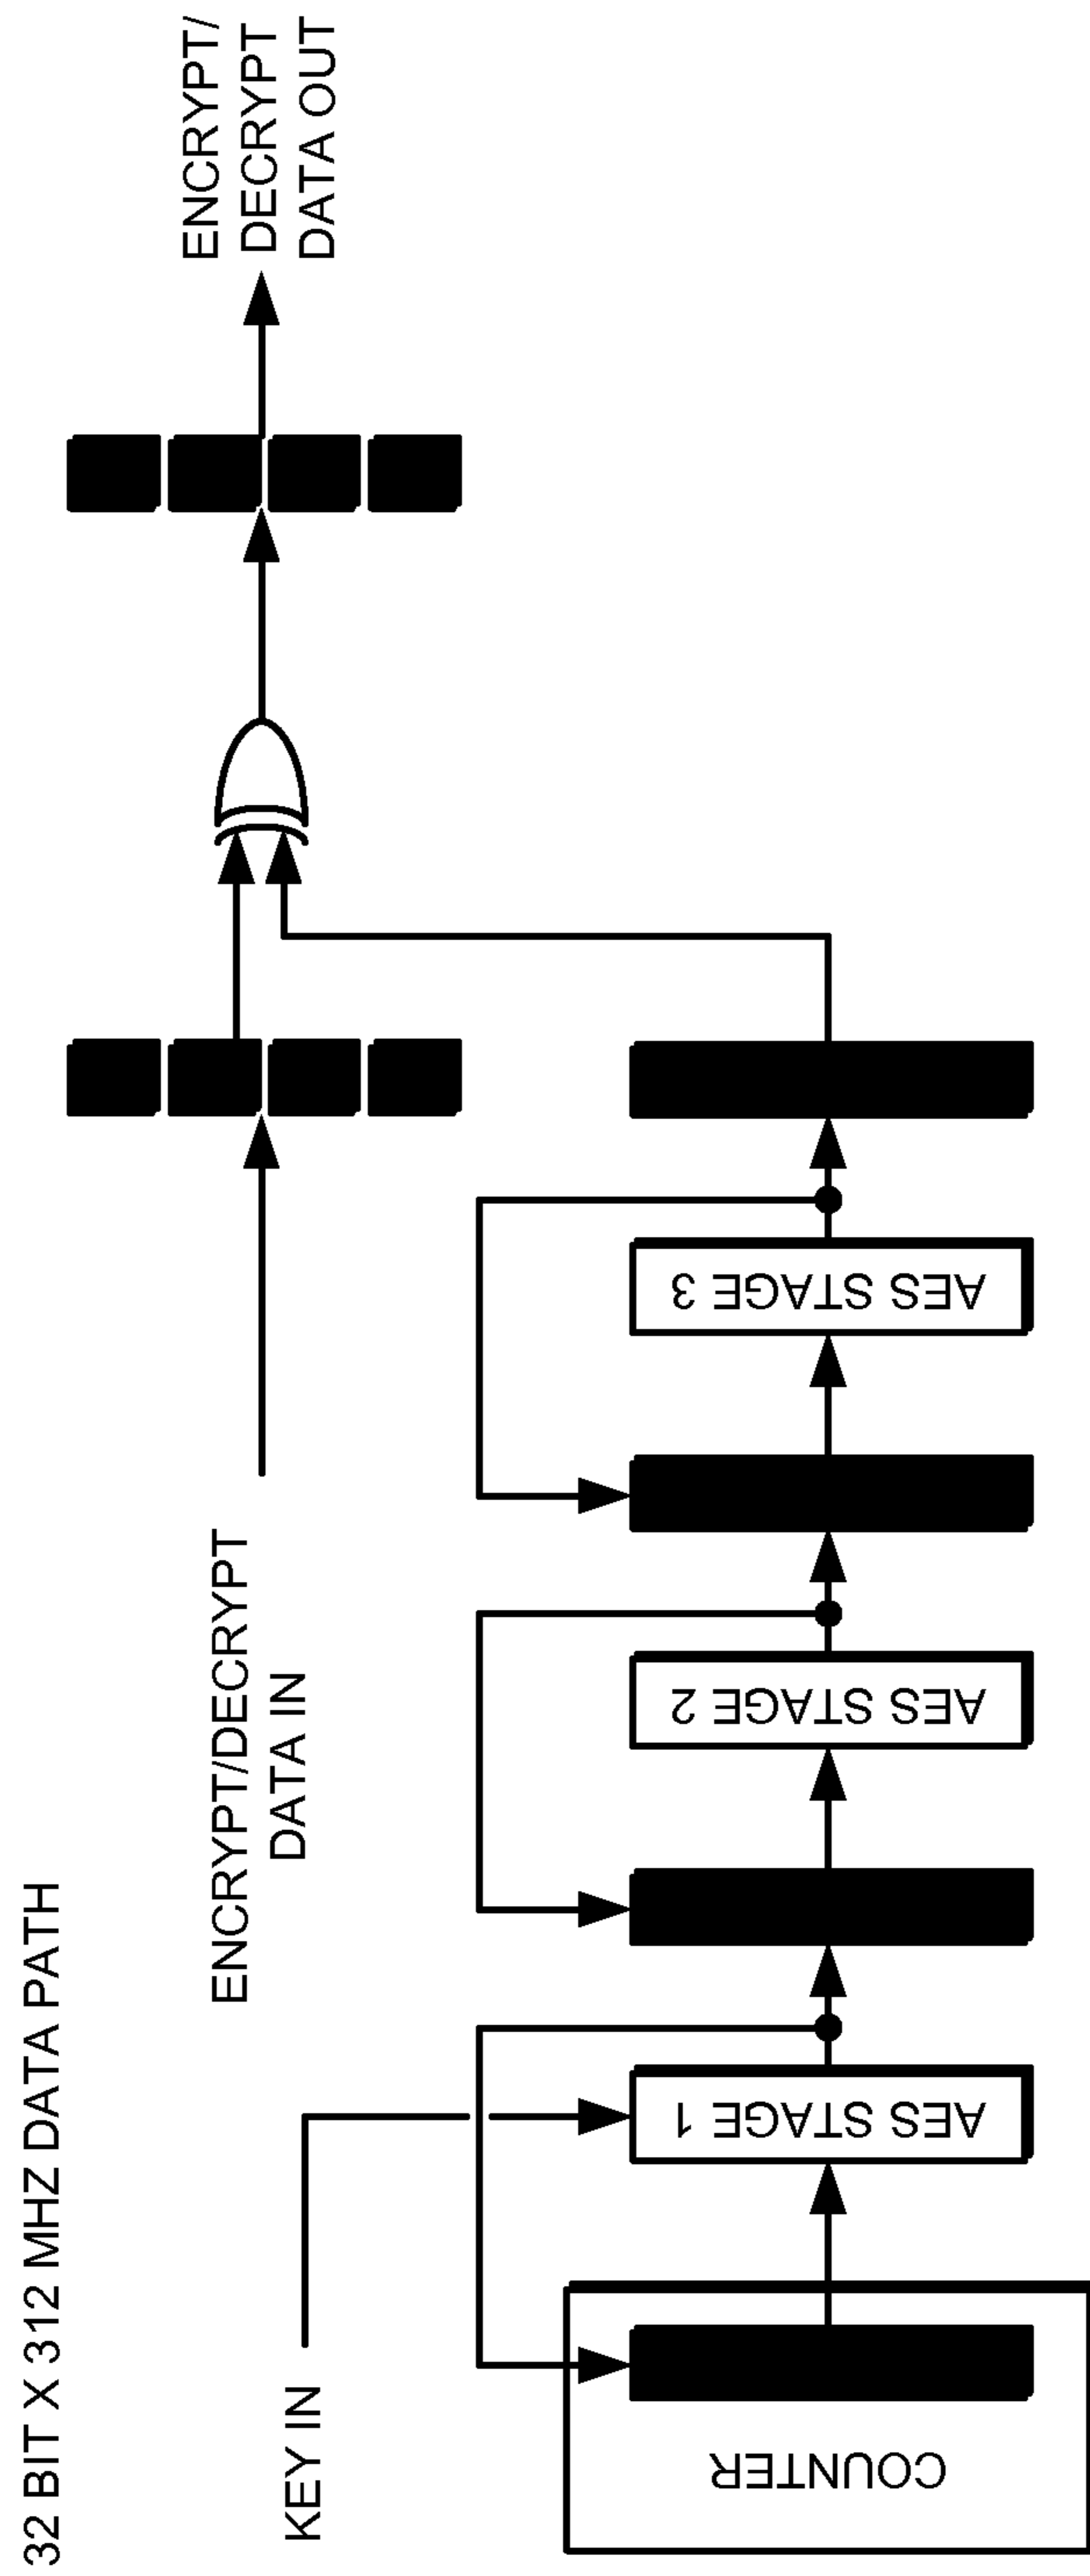 32 BIT X 312 MHZ DATA PATH
KEY IN
ENCRYPT/DECRYPT
DATA IN
ENCRYPT/
DECRYPT
DATA OUT
COUNTER
AES STAGE 1
AES STAGE 2
AES STAGE 3